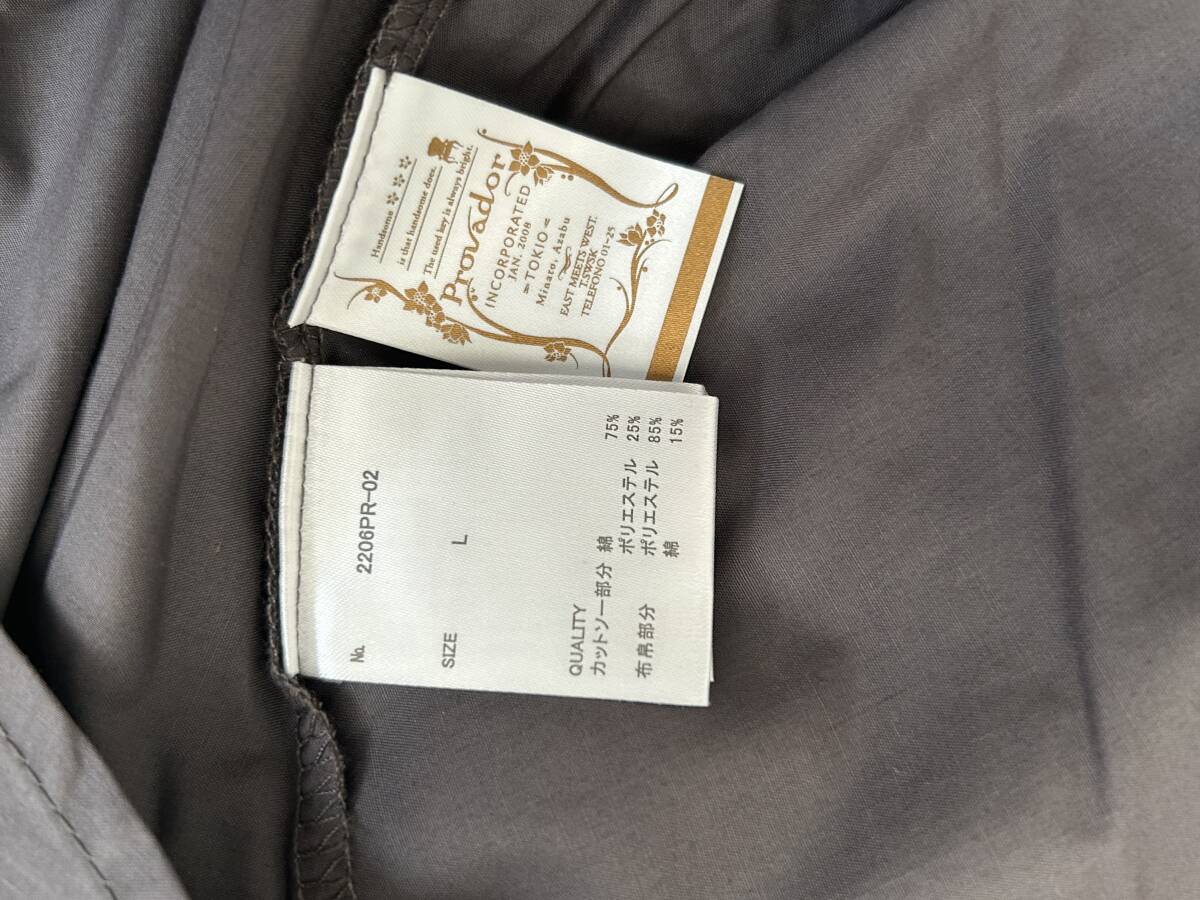 Handsome
is that handsome does.
The used key is always bright.
Provador
INCORPORATED
JAN. 2008
TOKIO
Minato, Azabu
EAST MEETS WEST.
T.SWSK
TELEFONO 01-25
№ 2206PR-02
SIZE L
QUALITY
カットソー部分 綿 75%
ポリエステル 25%
布帛部分 ポリエステル 85%
綿 15%